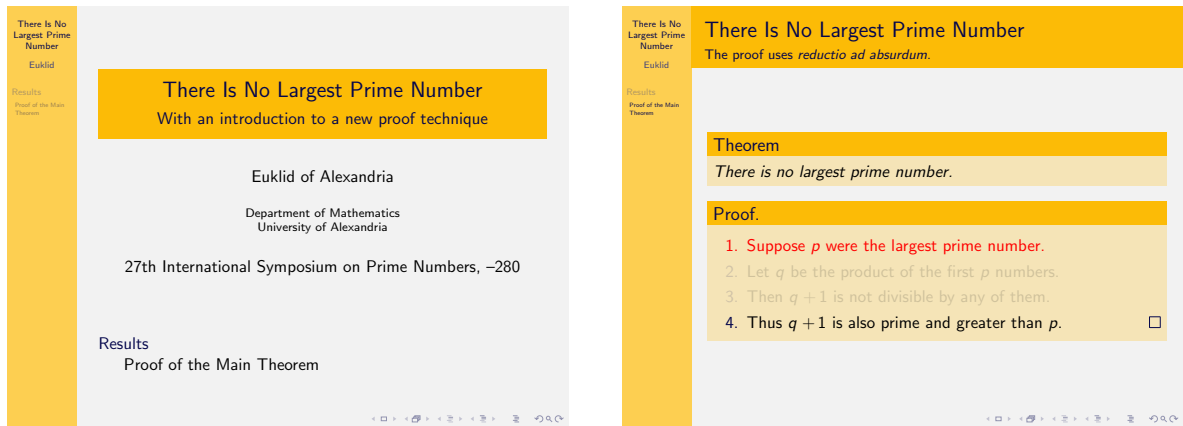 There Is No
Largest Prime
Number
Euklid
Results
Proof of the Main
Theorem
There Is No Largest Prime Number
With an introduction to a new proof technique
Euklid of Alexandria
Department of Mathematics
University of Alexandria
27th International Symposium on Prime Numbers, –280
Results
Proof of the Main Theorem
There Is No
Largest Prime
Number
Euklid
Results
Proof of the Main
Theorem
There Is No Largest Prime Number
The proof uses reductio ad absurdum.
Theorem
There is no largest prime number.
Proof.
1. Suppose p were the largest prime number.
2. Let q be the product of the first p numbers.
3. Then q + 1 is not divisible by any of them.
4. Thus q + 1 is also prime and greater than p. □